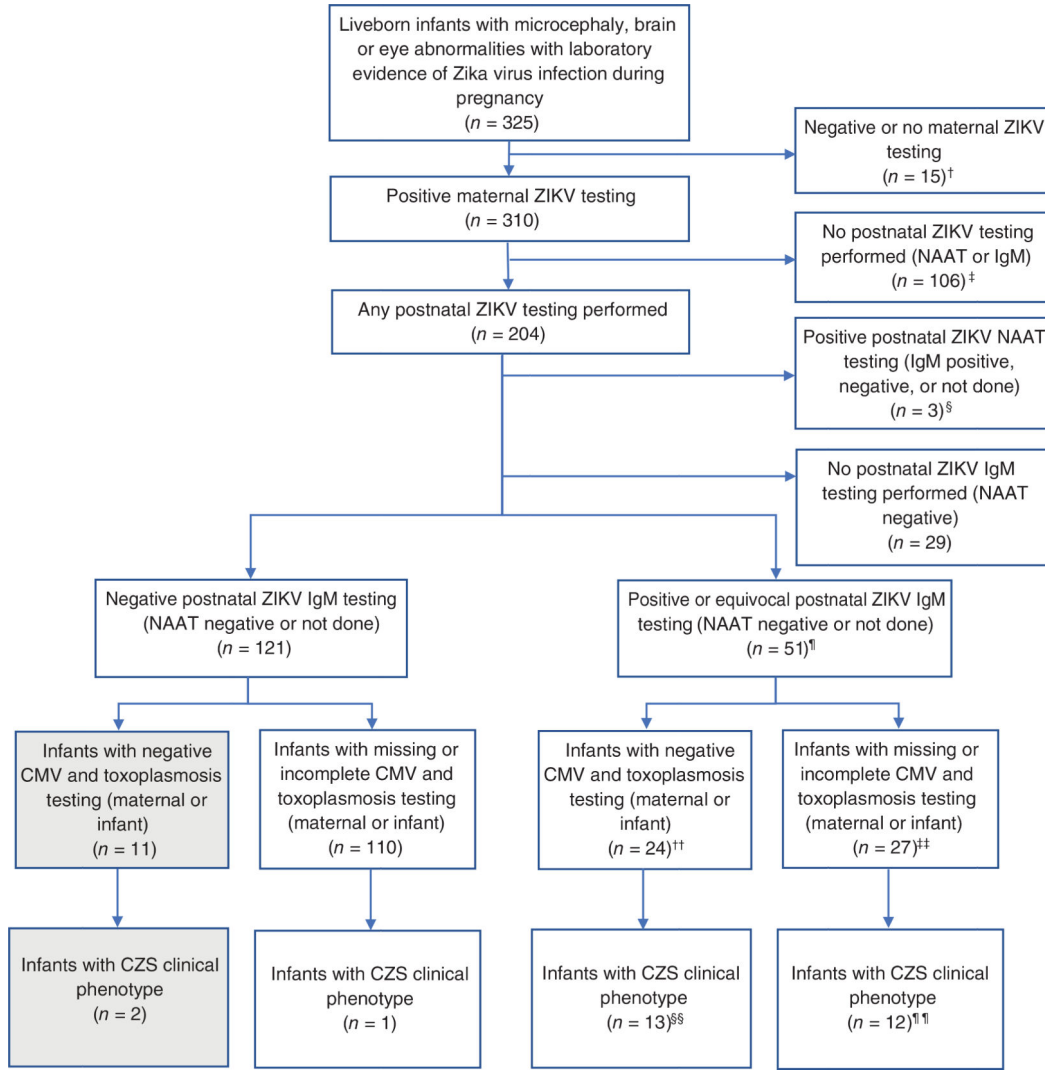 Liveborn infants with microcephaly, brain
or eye abnormalities with laboratory
evidence of Zika virus infection during
pregnancy
(n = 325)
Negative or no maternal ZIKV
testing
(n = 15)†
Positive maternal ZIKV testing
(n = 310)
No postnatal ZIKV testing
performed (NAAT or IgM)
(n = 106)‡
Any postnatal ZIKV testing performed
(n = 204)
Positive postnatal ZIKV NAAT
testing (IgM positive,
negative, or not done)
(n = 3)§
No postnatal ZIKV IgM
testing performed (NAAT
negative)
(n = 29)
Negative postnatal ZIKV IgM testing
(NAAT negative or not done)
(n = 121)
Positive or equivocal postnatal ZIKV IgM
testing (NAAT negative or not done)
(n = 51)¶
Infants with negative
CMV and toxoplasmosis
testing (maternal or
infant)
(n = 11)
Infants with missing or
incomplete CMV and
toxoplasmosis testing
(maternal or infant)
(n = 110)
Infants with negative
CMV and toxoplasmosis
testing (maternal or
infant)
(n = 24)††
Infants with missing or
incomplete CMV and
toxoplasmosis testing
(maternal or infant)
(n = 27)‡‡
Infants with CZS clinical
phenotype
(n = 2)
Infants with CZS clinical
phenotype
(n = 1)
Infants with CZS clinical
phenotype
(n = 13)§§
Infants with CZS clinical
phenotype
(n = 12)¶¶